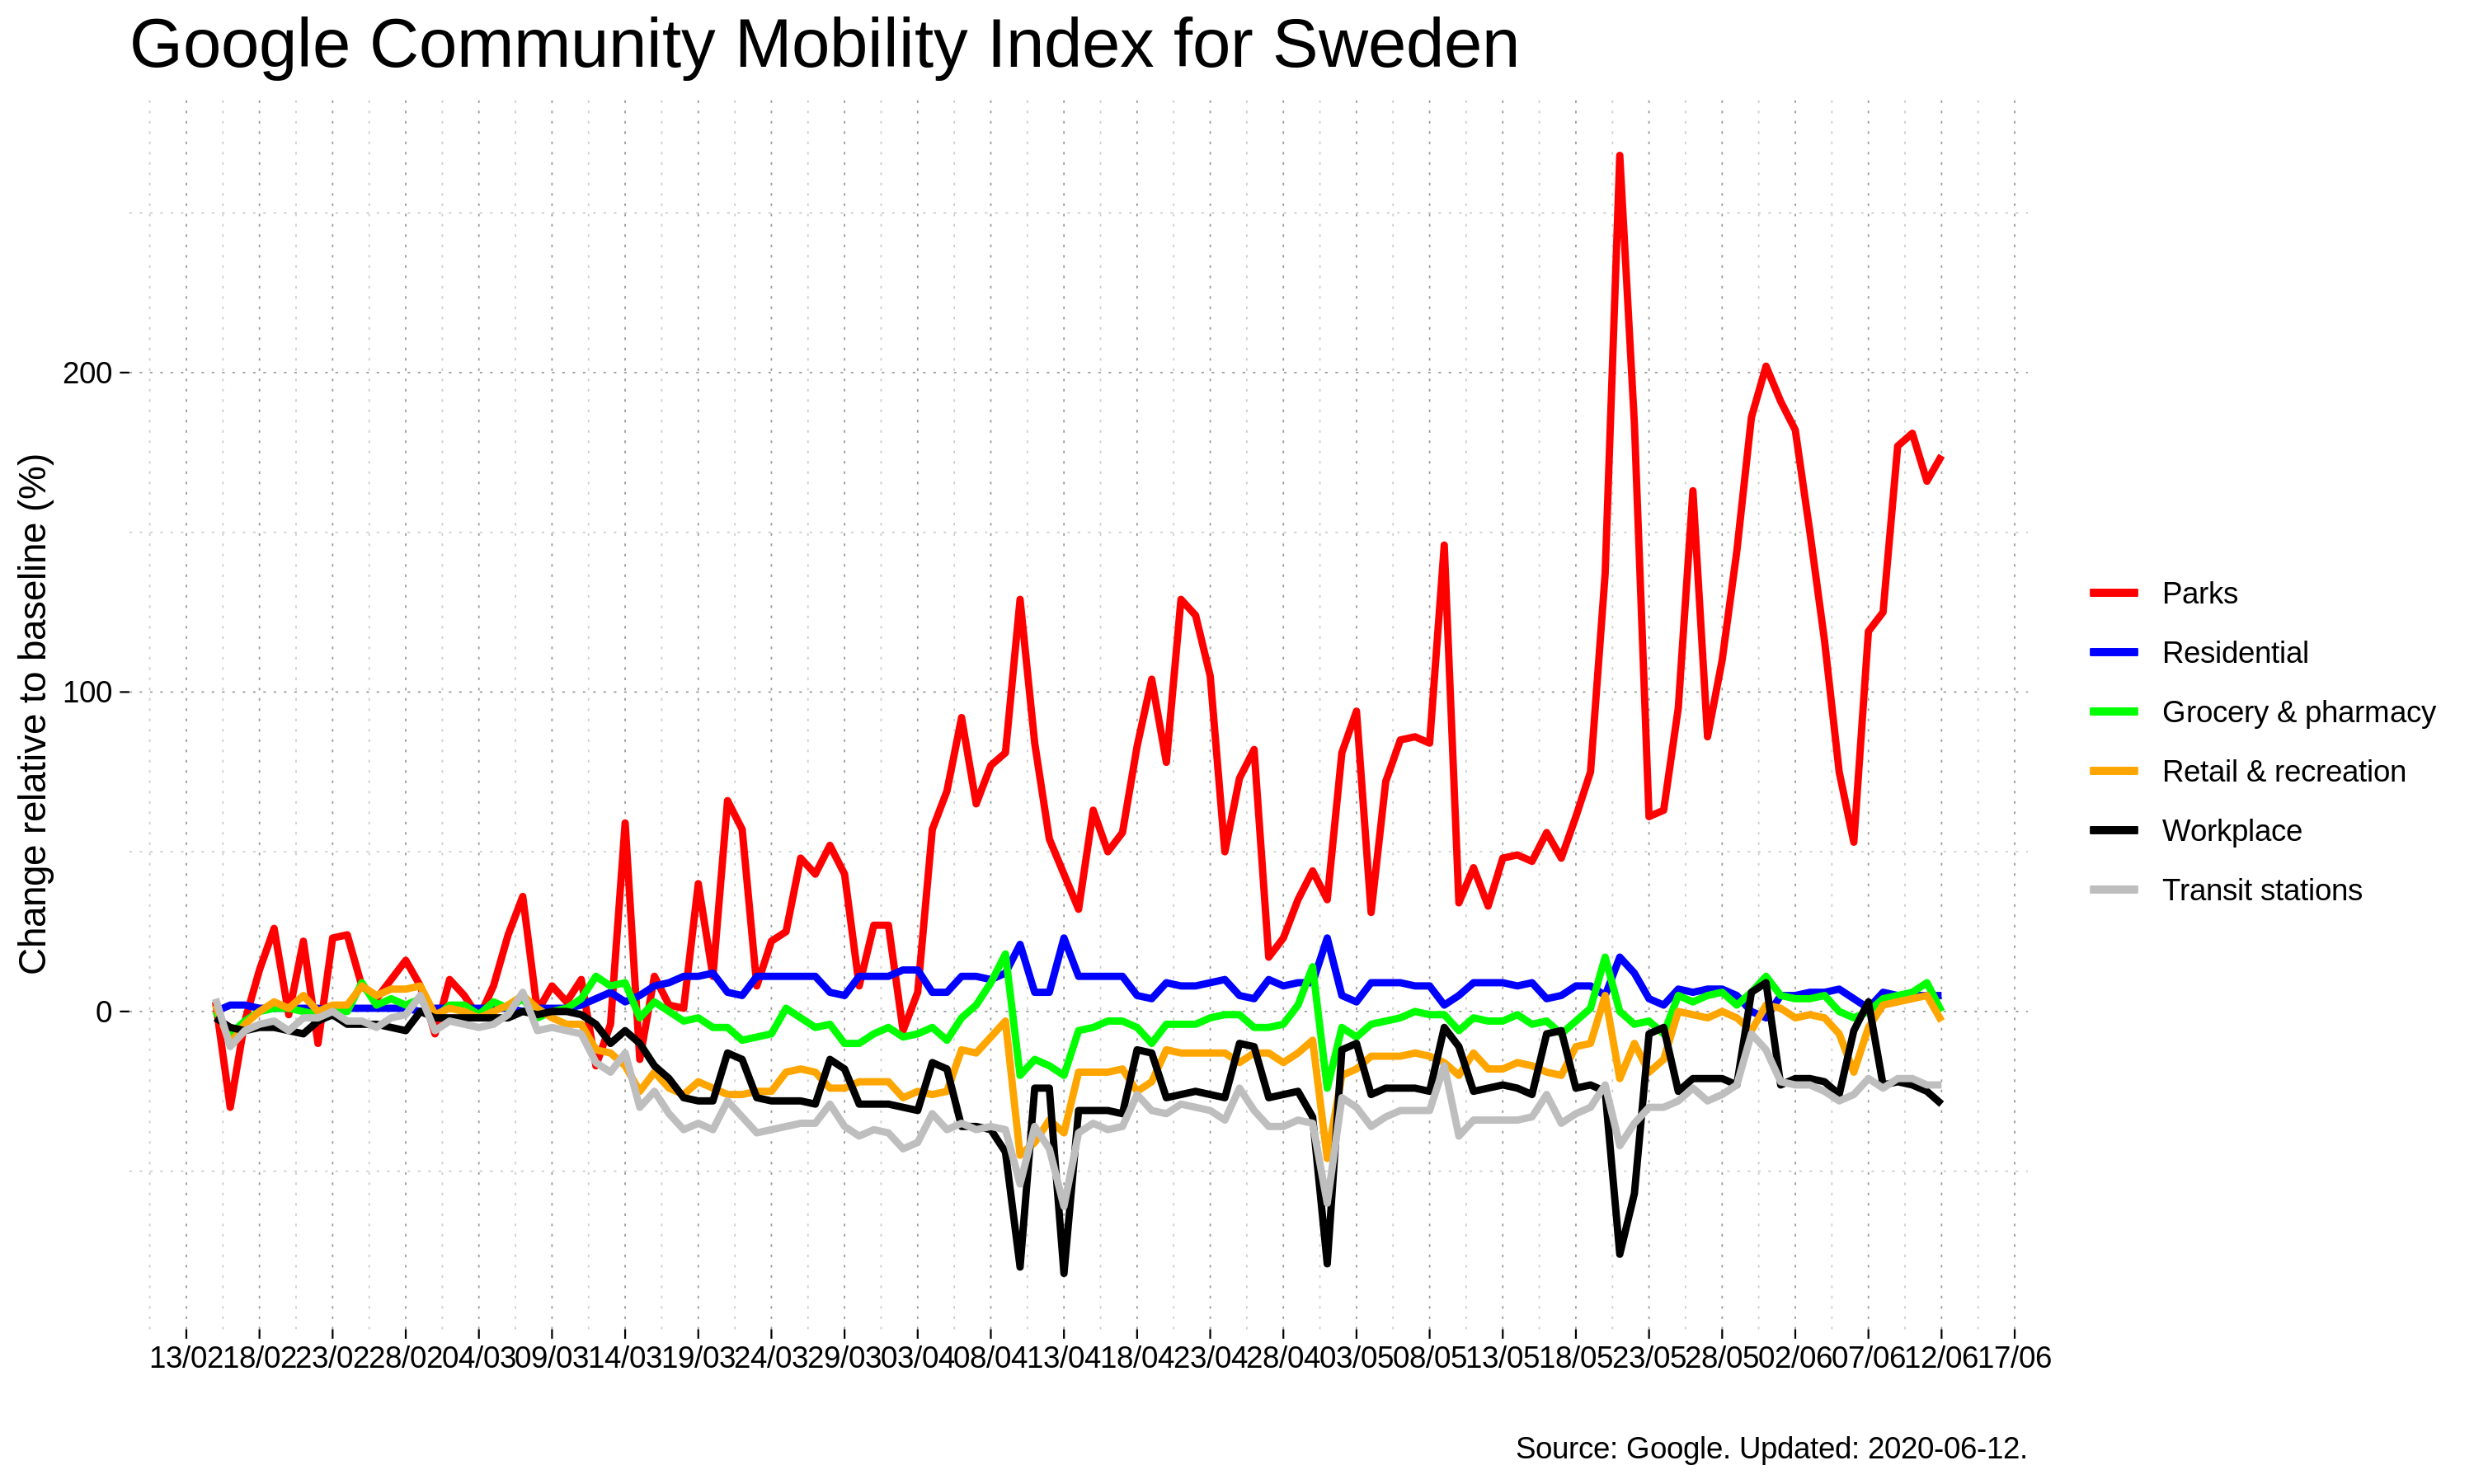 Google Community Mobility Index for Sweden
Change relative to baseline (%)
200
100
0
Parks
Residential
Grocery & pharmacy
Retail & recreation
Workplace
Transit stations
13/02 18/02 23/02 28/02 04/03 09/03 14/03 19/03 24/03 29/03 03/04 08/04 13/04 18/04 23/04 28/04 03/05 08/05 13/05 18/05 23/05 28/05 02/06 07/06 12/06 17/06
Source: Google. Updated: 2020-06-12.